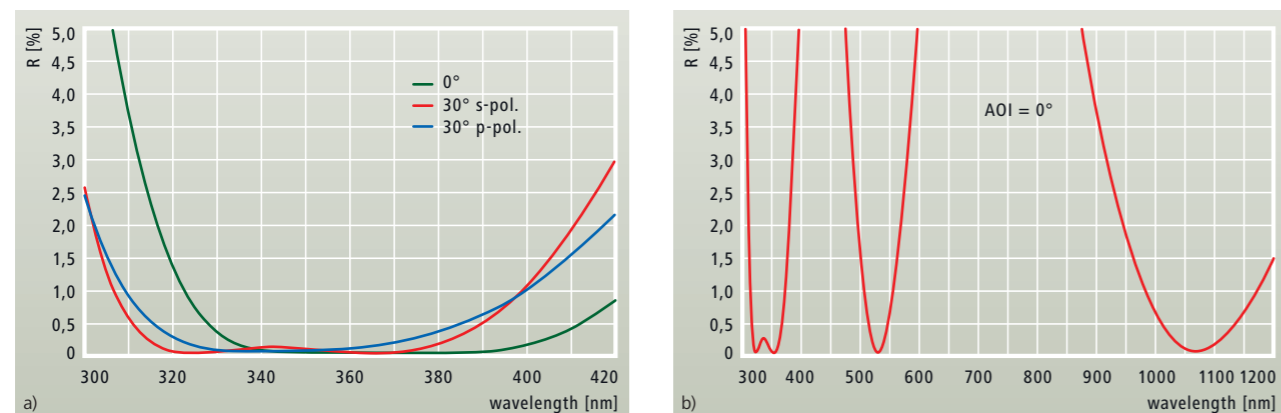 R [%]
5,0
4,5
4,0
3,5
3,0
2,5
2,0
1,5
1,0
0,5
0
0°
30° s-pol.
30° p-pol.
300 320 340 360 380 400 420
wavelength [nm]
a)
R [%]
5,0
4,5
4,0
3,5
3,0
2,5
2,0
1,5
1,0
0,5
0
AOI = 0°
300 400 500 600 700 800 900 1000 1100 1200
wavelength [nm]
b)